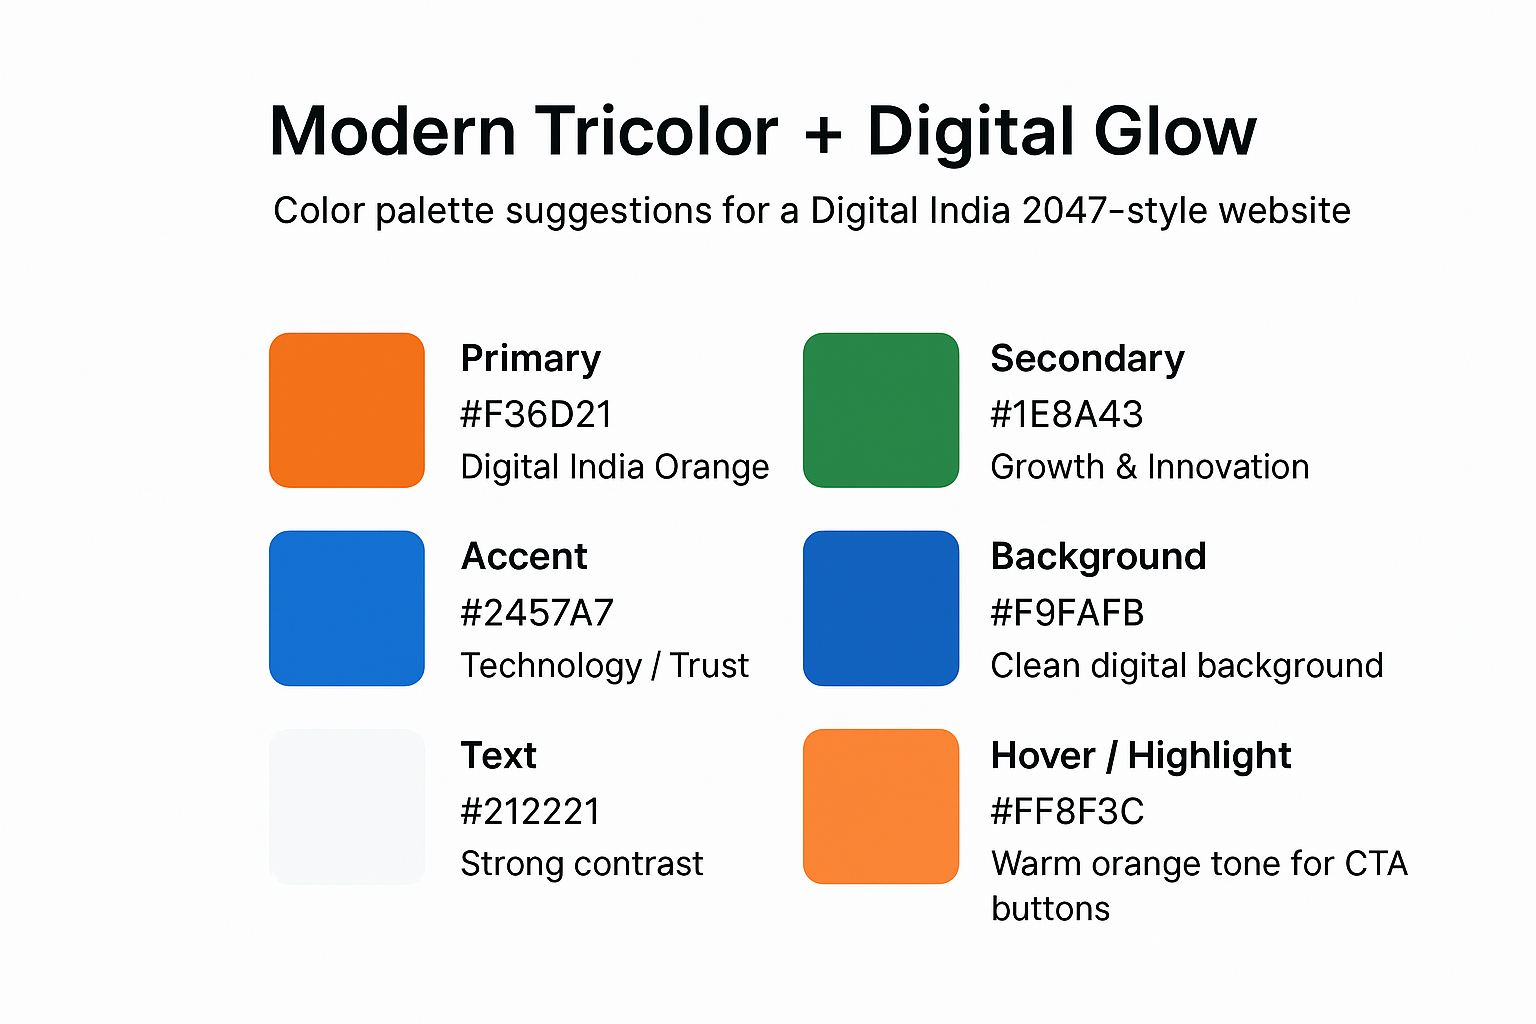 Modern Tricolor + Digital Glow
Color palette suggestions for a Digital India 2047-style website
Primary
#F36D21
Digital India Orange
Secondary
#1E8A43
Growth & Innovation
Accent
#2457A7
Technology / Trust
Background
#F9FAFB
Clean digital background
Text
#212221
Strong contrast
Hover / Highlight
#FF8F3C
Warm orange tone for CTA
buttons